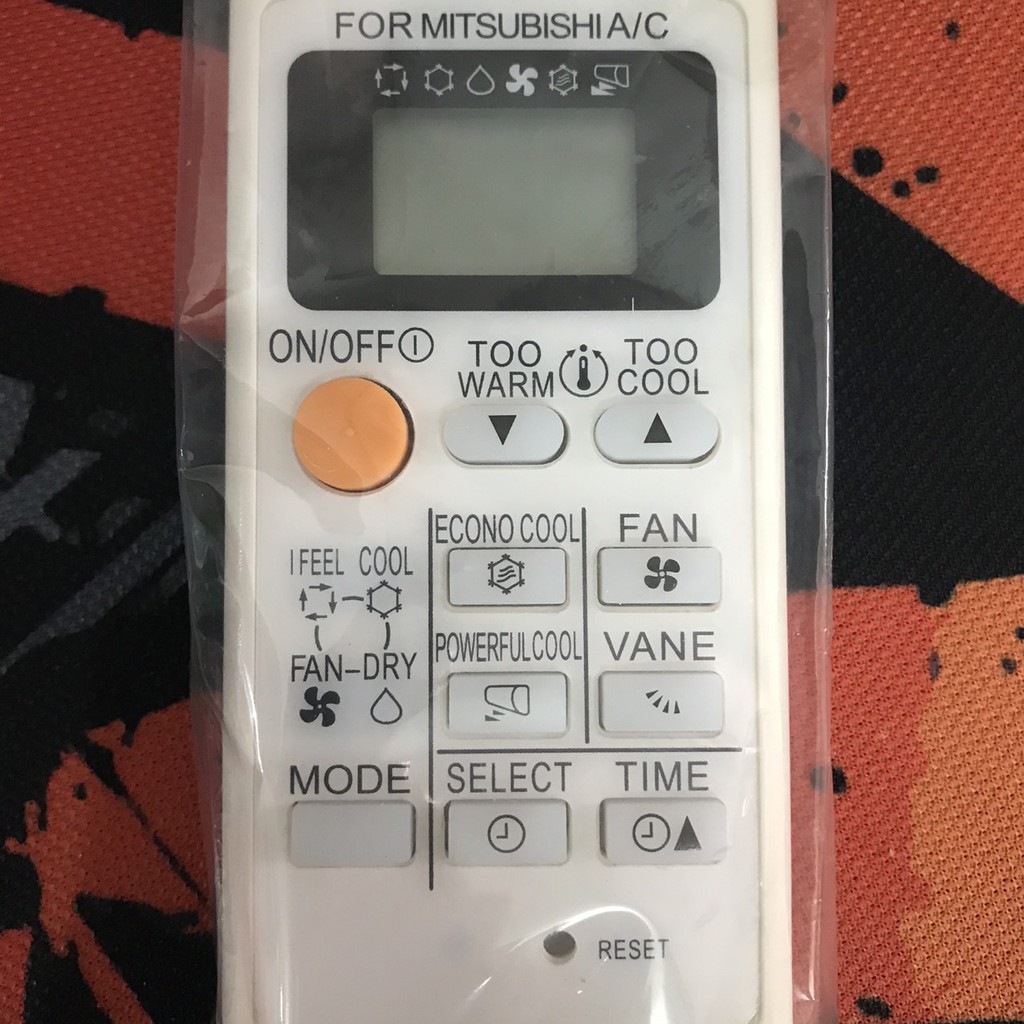 FOR MITSUBISHI A/C
ON/OFF
TOO WARM
TOO COOL
ECONO COOL
FAN
I FEEL COOL
POWERFUL COOL
VANE
FAN-DRY
MODE
SELECT
TIME
RESET